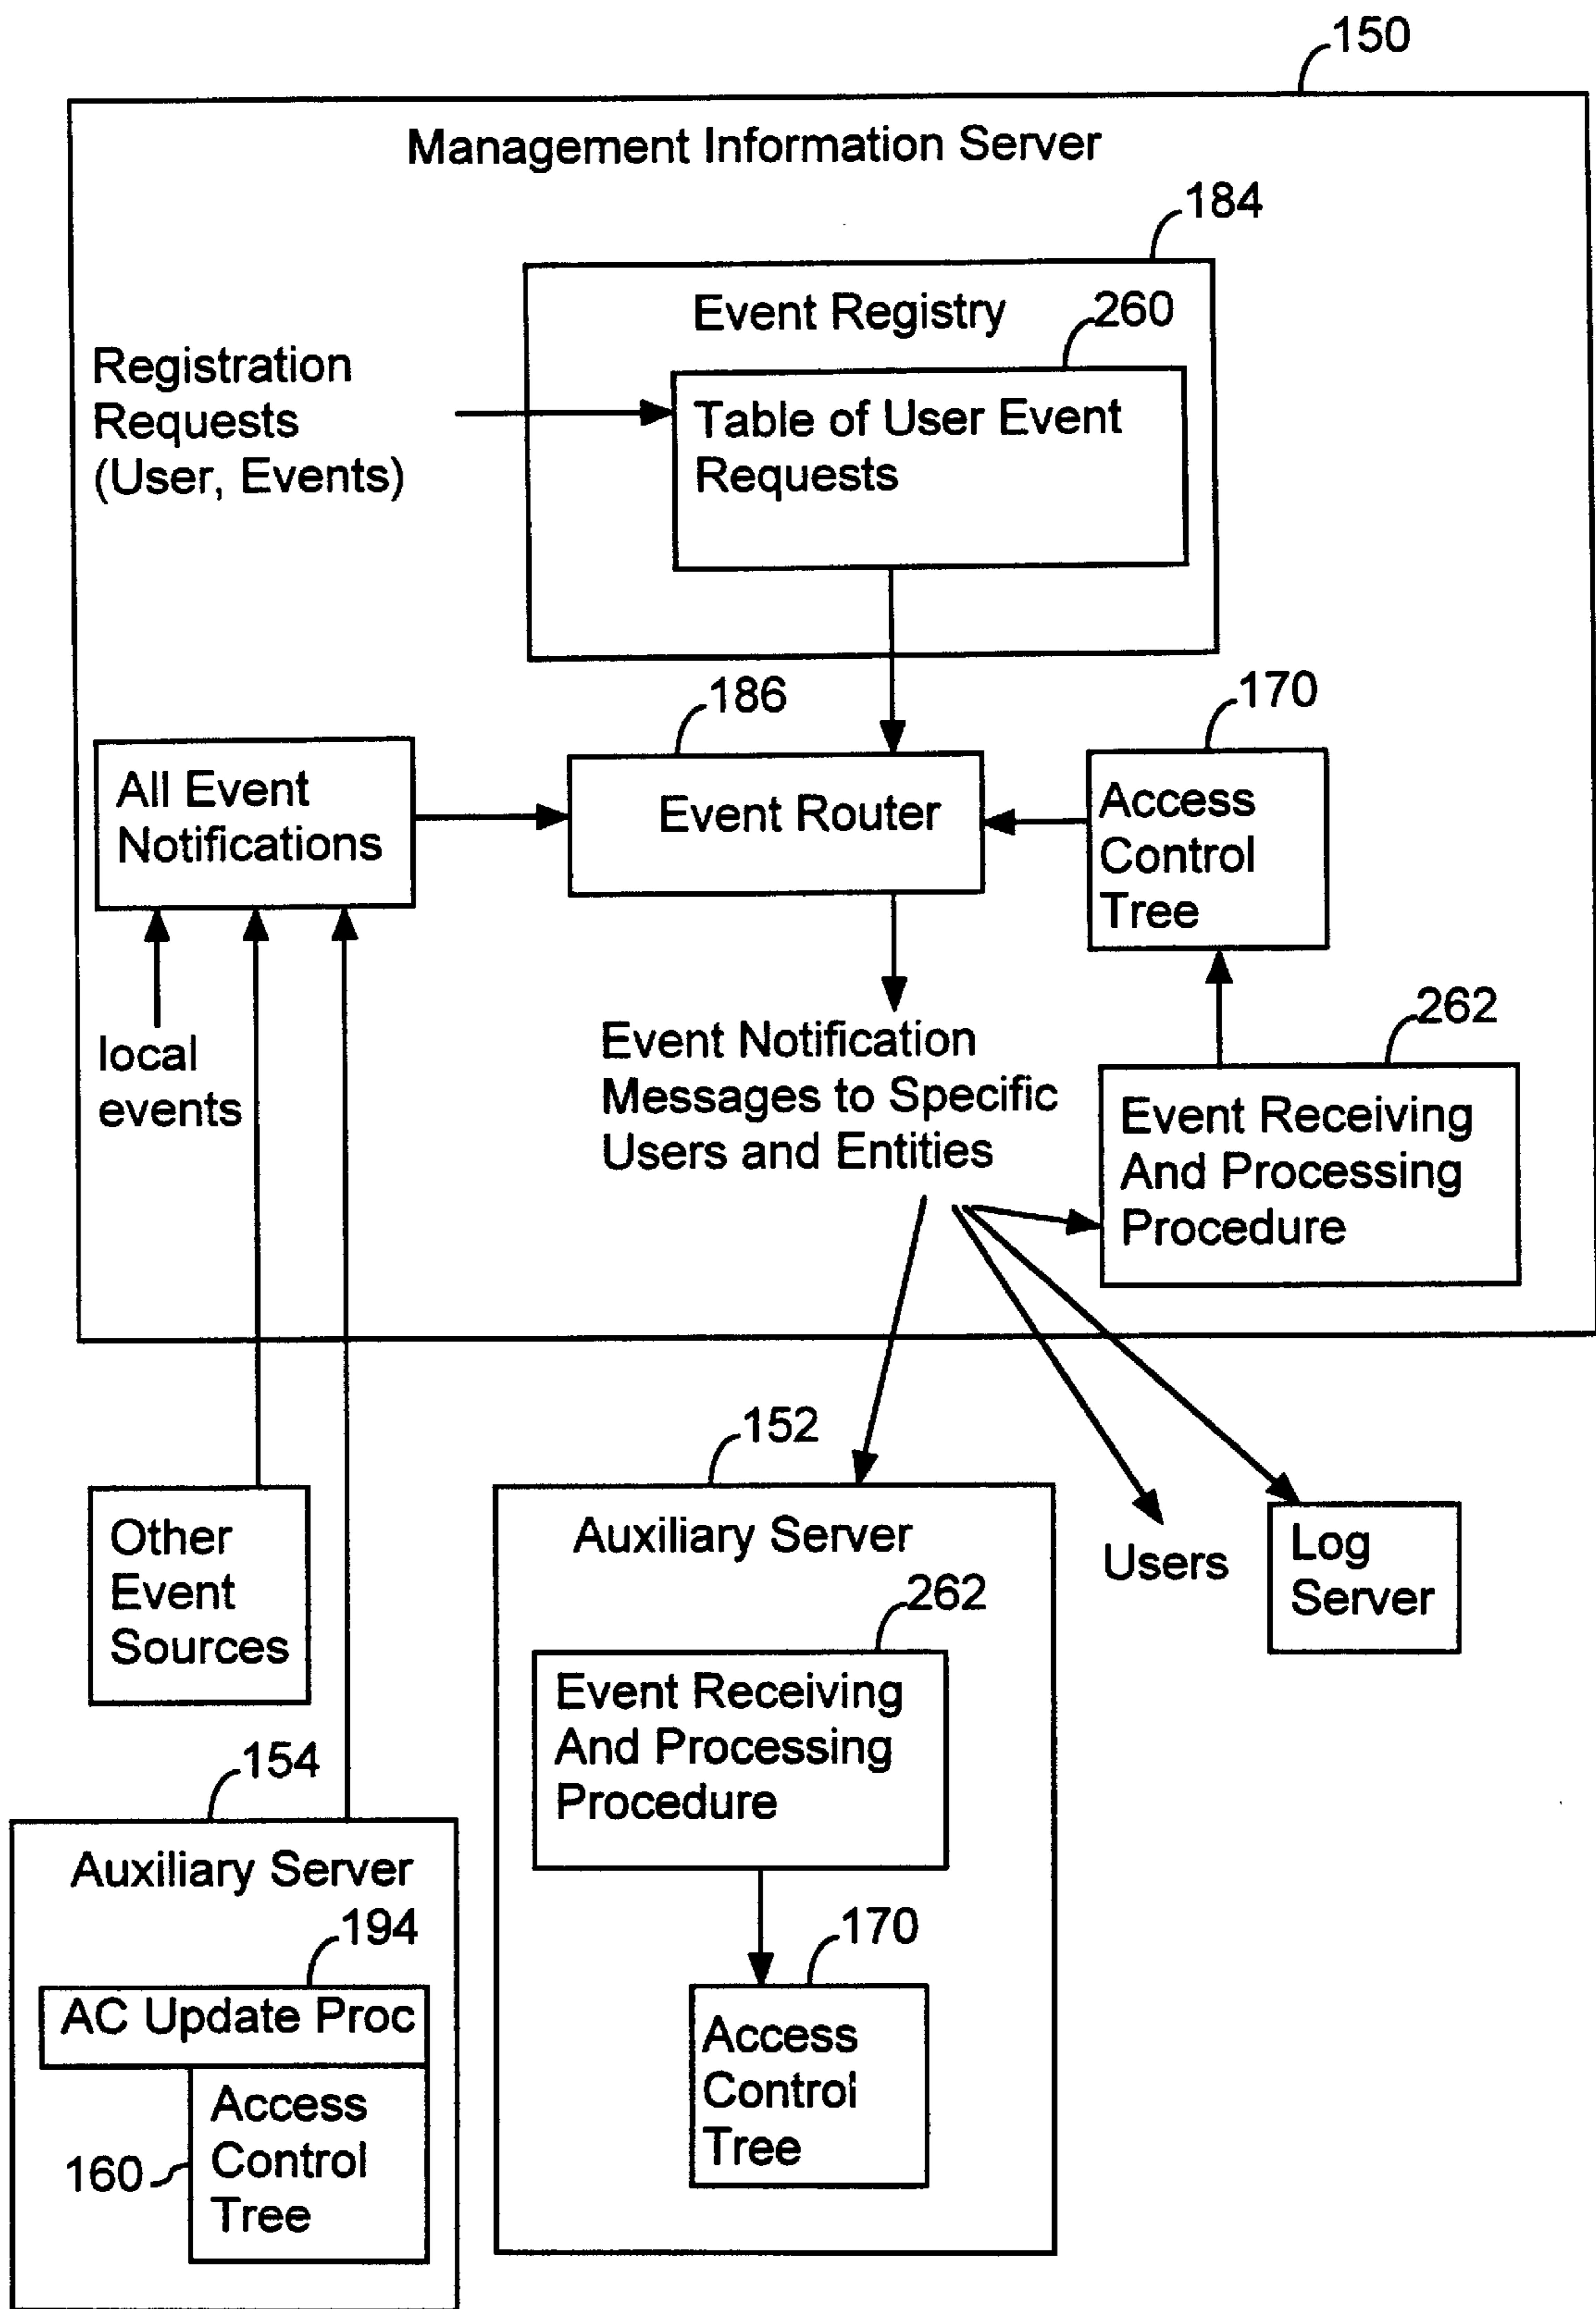 150
Management Information Server
184
Event Registry
260
Registration
Requests
(User, Events)
Table of User Event
Requests
186
170
All Event
Notifications
Event Router
Access
Control
Tree
local
events
Event Notification
Messages to Specific
Users and Entities
262
Event Receiving
And Processing
Procedure
152
Other
Event
Sources
Auxiliary Server
Users
Log
Server
262
Event Receiving
And Processing
Procedure
154
Auxiliary Server
194
AC Update Proc
170
Access
Control
Tree
160
Access
Control
Tree